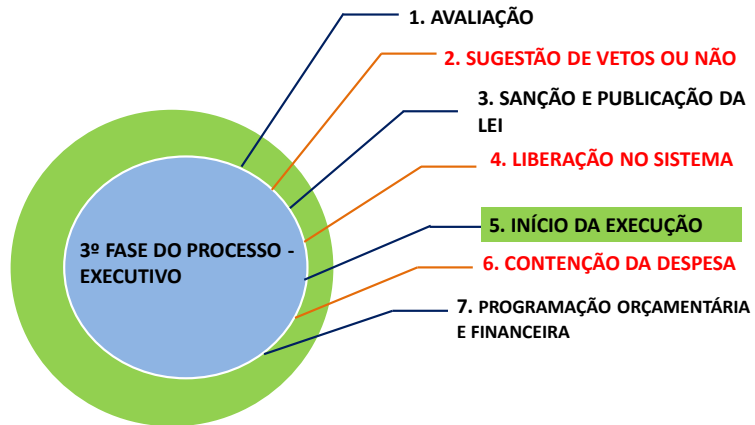 1. AVALIAÇÃO
2. SUGESTÃO DE VETOS OU NÃO
3. SANÇÃO E PUBLICAÇÃO DA
LEI
4. LIBERAÇÃO NO SISTEMA
3º FASE DO PROCESSO -
EXECUTIVO
5. INÍCIO DA EXECUÇÃO
6. CONTENÇÃO DA DESPESA
7. PROGRAMAÇÃO ORÇAMENTÁRIA
E FINANCEIRA